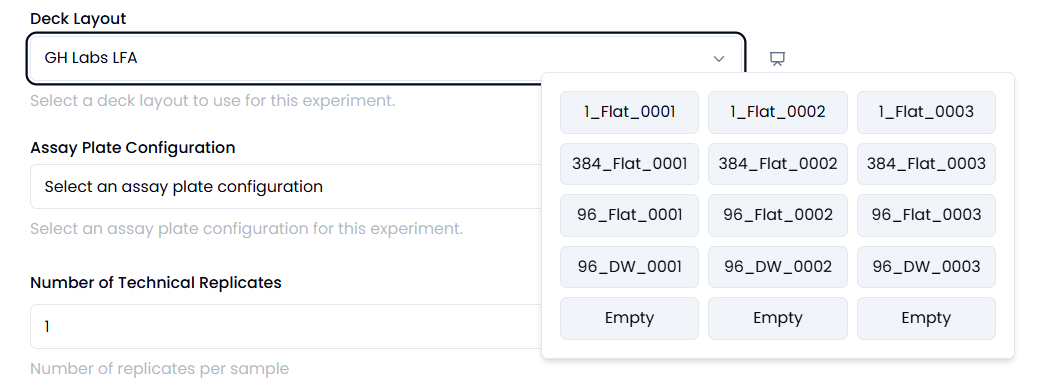 Deck Layout
GH Labs LFA
Select a deck layout to use for this experiment.
Assay Plate Configuration
Select an assay plate configuration
Select an assay plate configuration for this experiment.
Number of Technical Replicates
1
Number of replicates per sample
1_Flat_0001 1_Flat_0002 1_Flat_0003
384_Flat_0001 384_Flat_0002 384_Flat_0003
96_Flat_0001 96_Flat_0002 96_Flat_0003
96_DW_0001 96_DW_0002 96_DW_0003
Empty Empty Empty